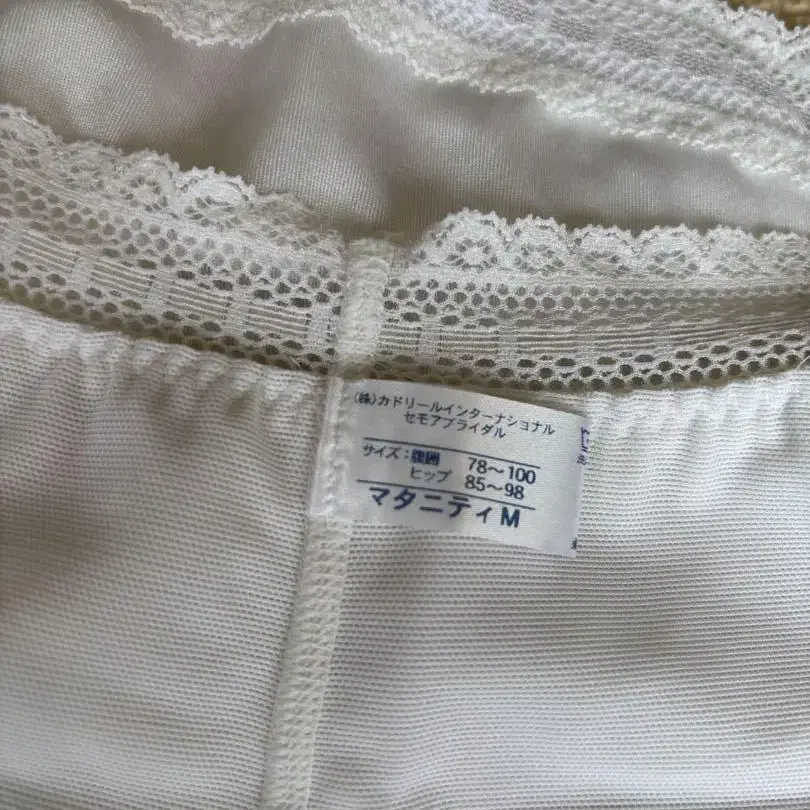 (株)カドリールインターナショナル
セモアブライダル
サイズ：腹囲 78〜100
ヒップ 85〜98
マタニティM